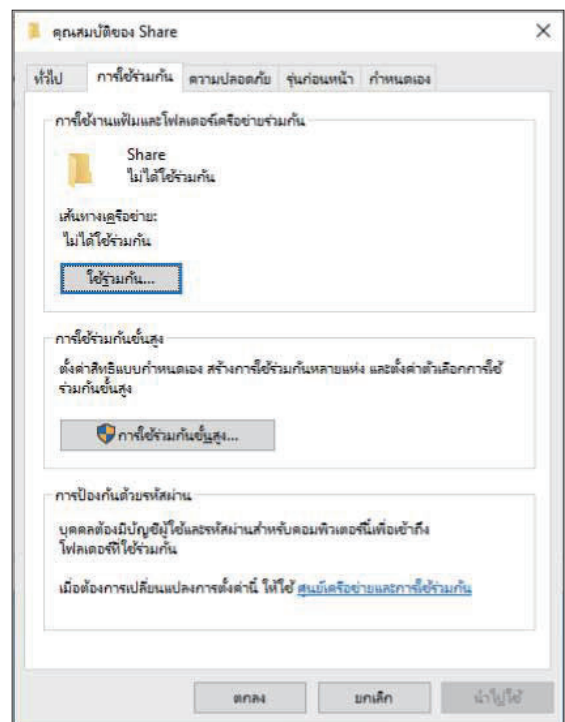 คุณสมบัติของ Share
ทั่วไป การใช้ร่วมกัน ความปลอดภัย รุ่นก่อนหน้า กำหนดเอง
การใช้งานแฟ้มและโฟลเดอร์เครือข่ายร่วมกัน
Share
ไม่ได้ใช้ร่วมกัน
เส้นทางเครือข่าย:
ไม่ได้ใช้ร่วมกัน
ใช้ร่วมกัน...
การใช้ร่วมกันขั้นสูง
ตั้งค่าสิทธิแบบกำหนดเอง สร้างการใช้ร่วมกันหลายแห่ง และตั้งค่าตัวเลือกการใช้
ร่วมกันขั้นสูง
การใช้ร่วมกันขั้นสูง...
การป้องกันด้วยรหัสผ่าน
บุคคลต้องมีบัญชีผู้ใช้และรหัสผ่านสำหรับคอมพิวเตอร์นี้เพื่อเข้าถึง
โฟลเดอร์ที่ใช้ร่วมกัน
เมื่อต้องการเปลี่ยนแปลงการตั้งค่านี้ ให้ใช้ ศูนย์เครือข่ายและการใช้ร่วมกัน
ตกลง ยกเลิก นำไปใช้